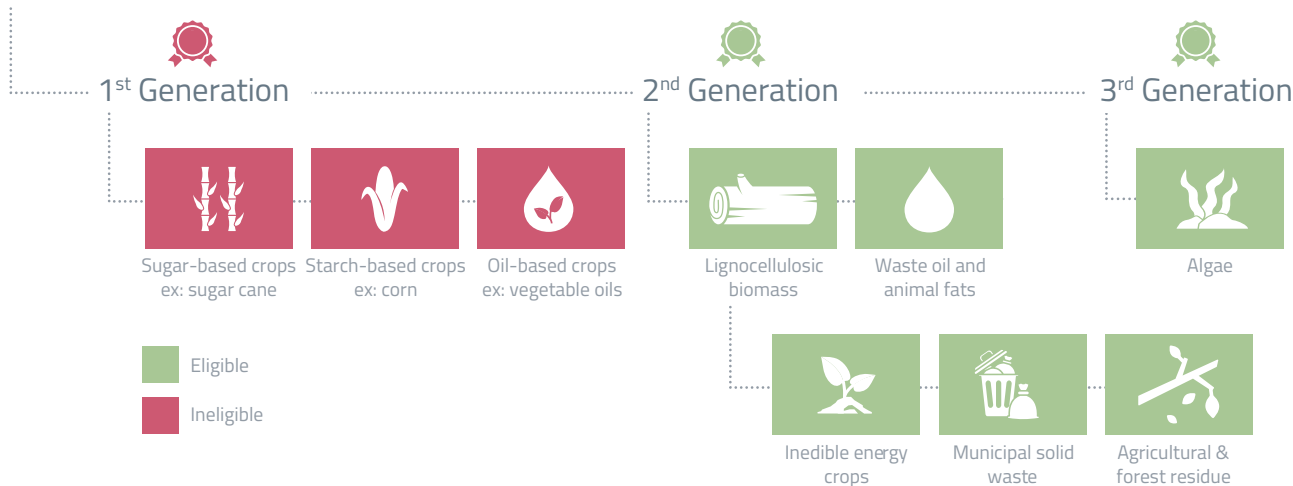 1st Generation
2nd Generation
3rd Generation
Sugar-based crops
ex: sugar cane
Starch-based crops
ex: corn
Oil-based crops
ex: vegetable oils
Lignocellulosic
biomass
Waste oil and
animal fats
Algae
Eligible
Ineligible
Inedible energy
crops
Municipal solid
waste
Agricultural &
forest residue